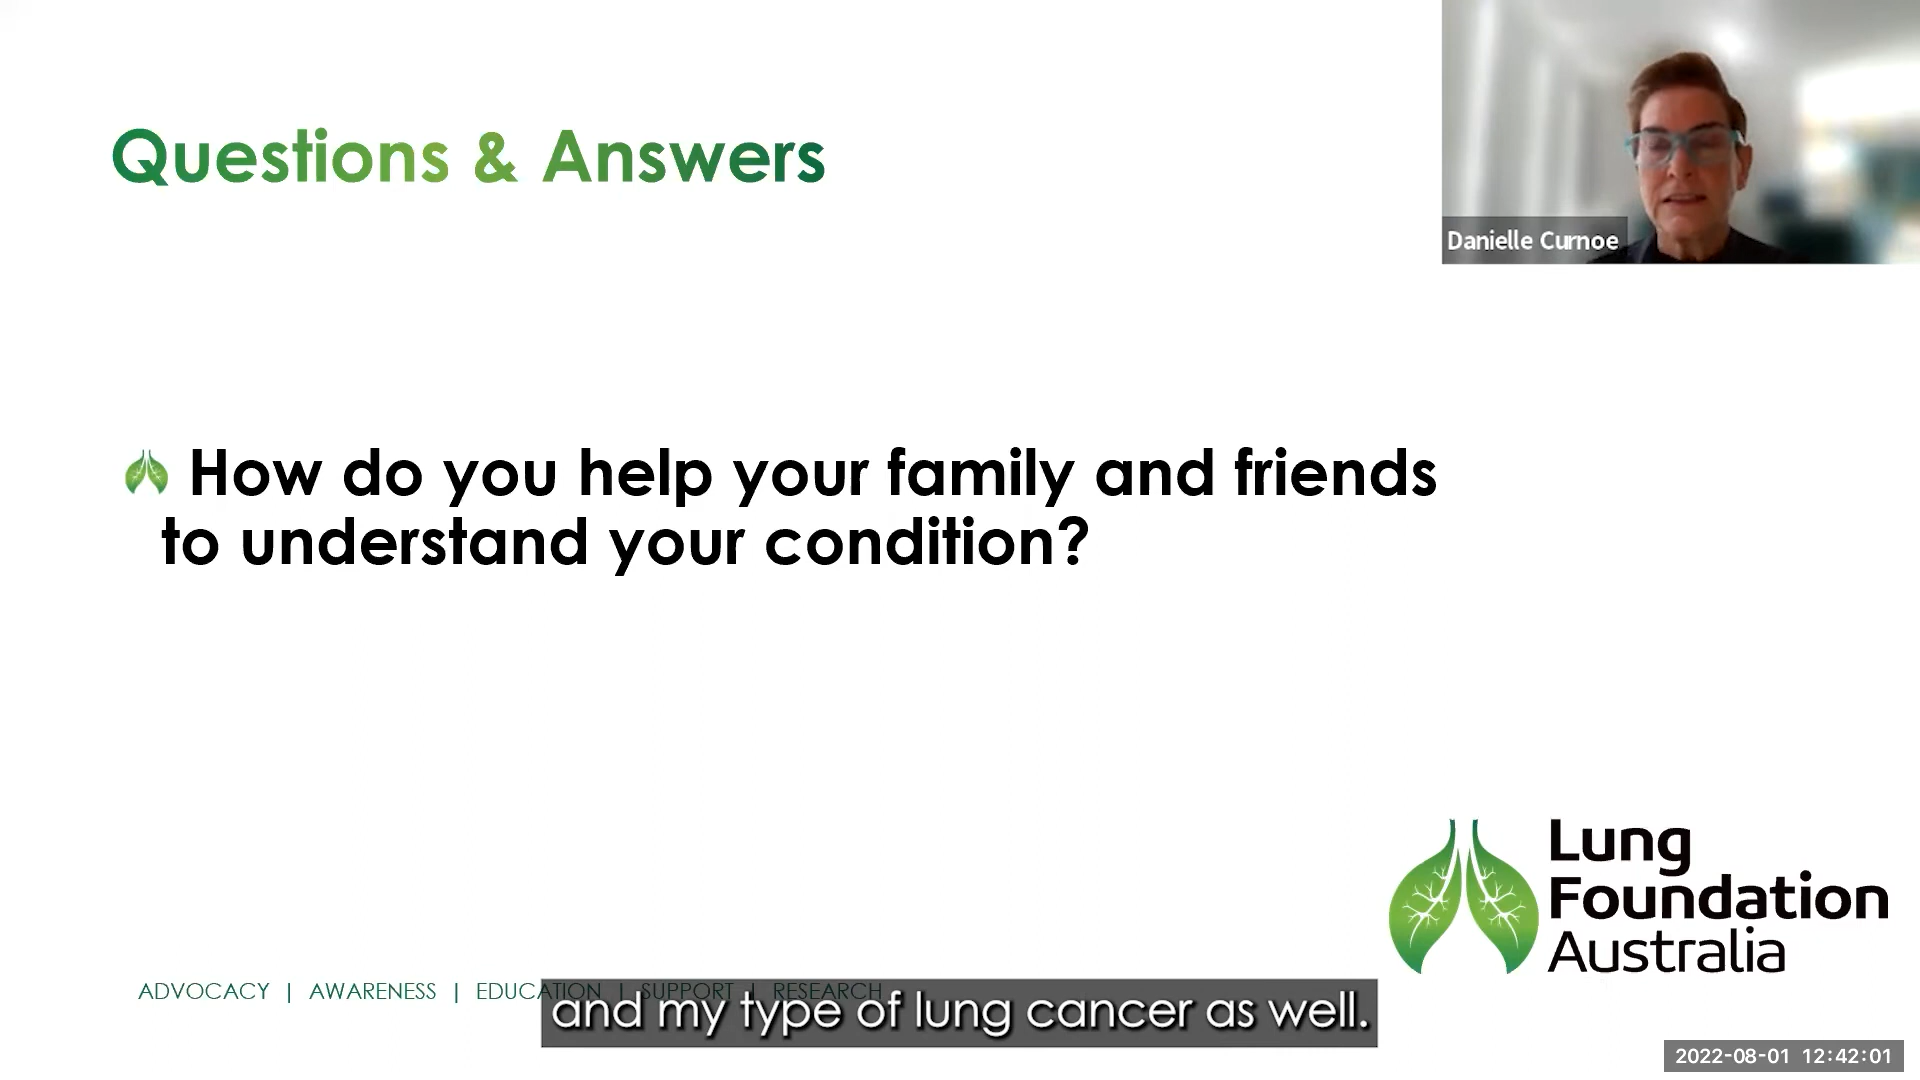 Questions & Answers
Danielle Curnoe
How do you help your family and friends
to understand your condition?
Lung
Foundation
Australia
ADVOCACY | AWARENESS | EDUCATION | SUPPORT | RESEARCH
and my type of lung cancer as well.
2022-08-01 12:42:01